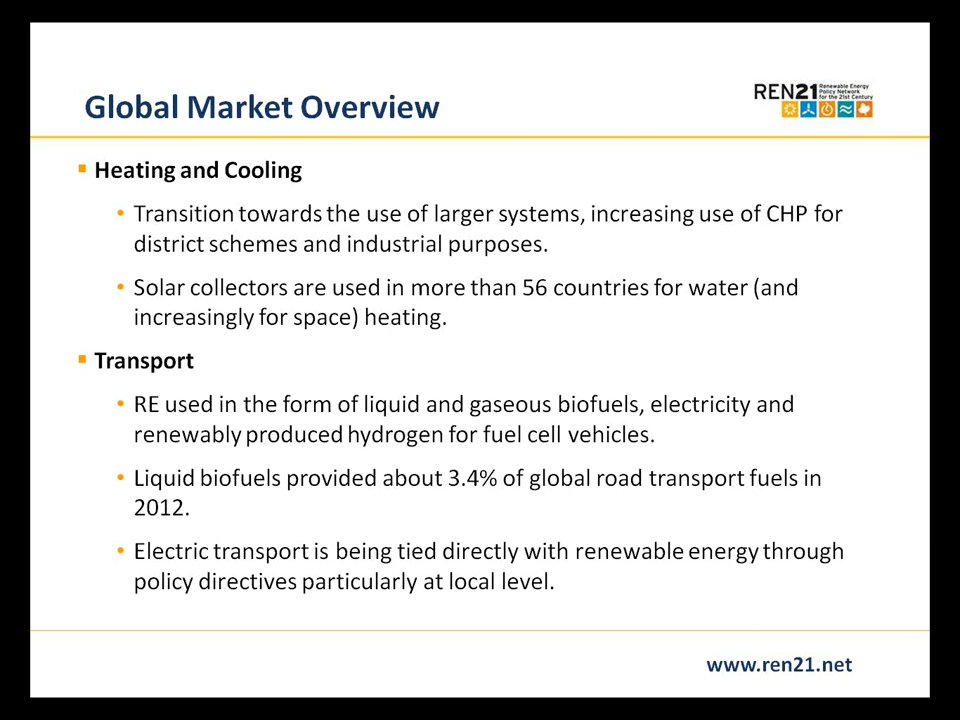 Global Market Overview
REN21 Renewable Energy
Policy Network
for the 21st Century
▪ Heating and Cooling
• Transition towards the use of larger systems, increasing use of CHP for
district schemes and industrial purposes.
• Solar collectors are used in more than 56 countries for water (and
increasingly for space) heating.
▪ Transport
• RE used in the form of liquid and gaseous biofuels, electricity and
renewably produced hydrogen for fuel cell vehicles.
• Liquid biofuels provided about 3.4% of global road transport fuels in
2012.
• Electric transport is being tied directly with renewable energy through
policy directives particularly at local level.
www.ren21.net